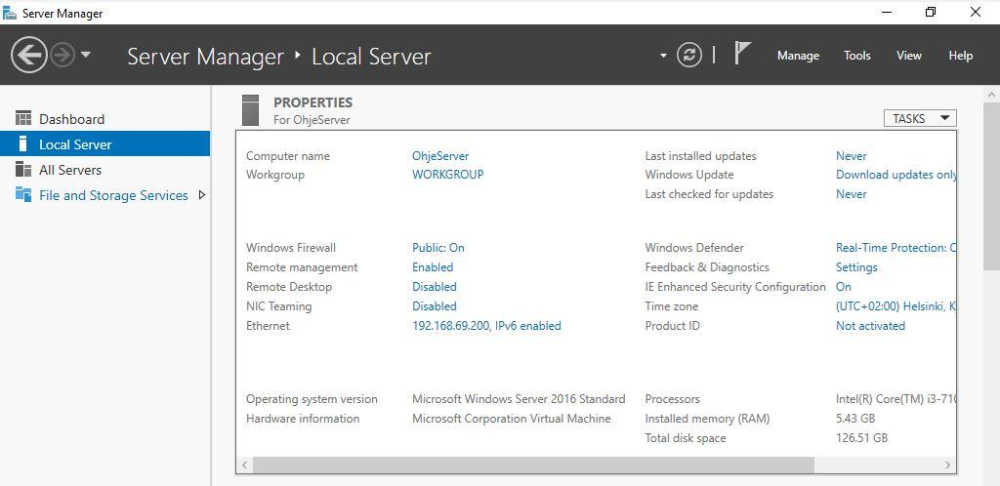 Server Manager
Server Manager ‣ Local Server
Manage Tools View Help
Dashboard
Local Server
All Servers
File and Storage Services
PROPERTIES
For OhjeServer
TASKS
Computer name OhjeServer Last installed updates Never
Workgroup WORKGROUP Windows Update Download updates only
Last checked for updates Never
Windows Firewall Public: On Windows Defender Real-Time Protection:
Remote management Enabled Feedback & Diagnostics Settings
Remote Desktop Disabled IE Enhanced Security Configuration On
NIC Teaming Disabled Time zone (UTC+02:00) Helsinki,
Ethernet 192.168.69.200, IPv6 enabled Product ID Not activated
Operating system version Microsoft Windows Server 2016 Standard Processors Intel(R) Core(TM) i3-710
Hardware information Microsoft Corporation Virtual Machine Installed memory (RAM) 5.43 GB
Total disk space 126.51 GB